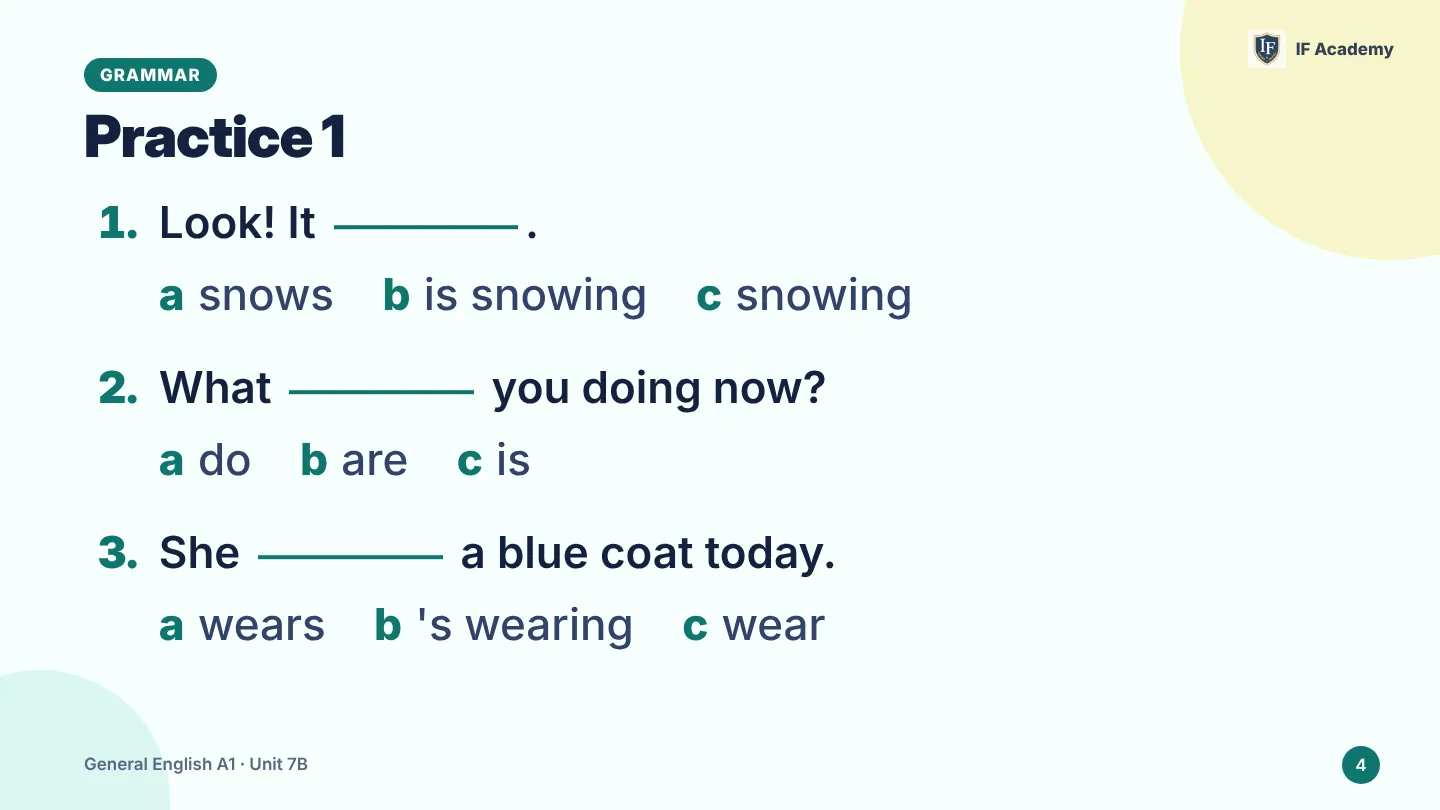 IF
IF Academy
GRAMMAR
Practice 1
1. Look! It ________ .
a snows b is snowing c snowing
2. What ________ you doing now?
a do b are c is
3. She ________ a blue coat today.
a wears b 's wearing c wear
General English A1 · Unit 7B
4